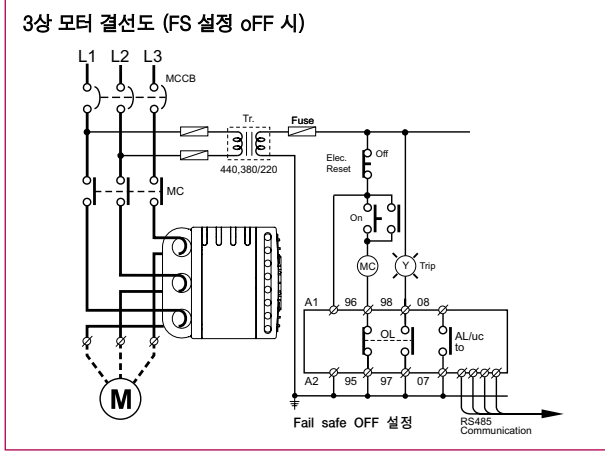 3상 모터 결선도 (FS 설정 oFF 시)
L1 L2 L3
MCCB
Tr.
Fuse
440,380/220
Elec.
Reset
Off
MC
On
MC
Y
Trip
A1 96 98 08
OL
AL/uc
to
A2 95 97 07
M
Fail safe OFF 설정
RS485
Communication